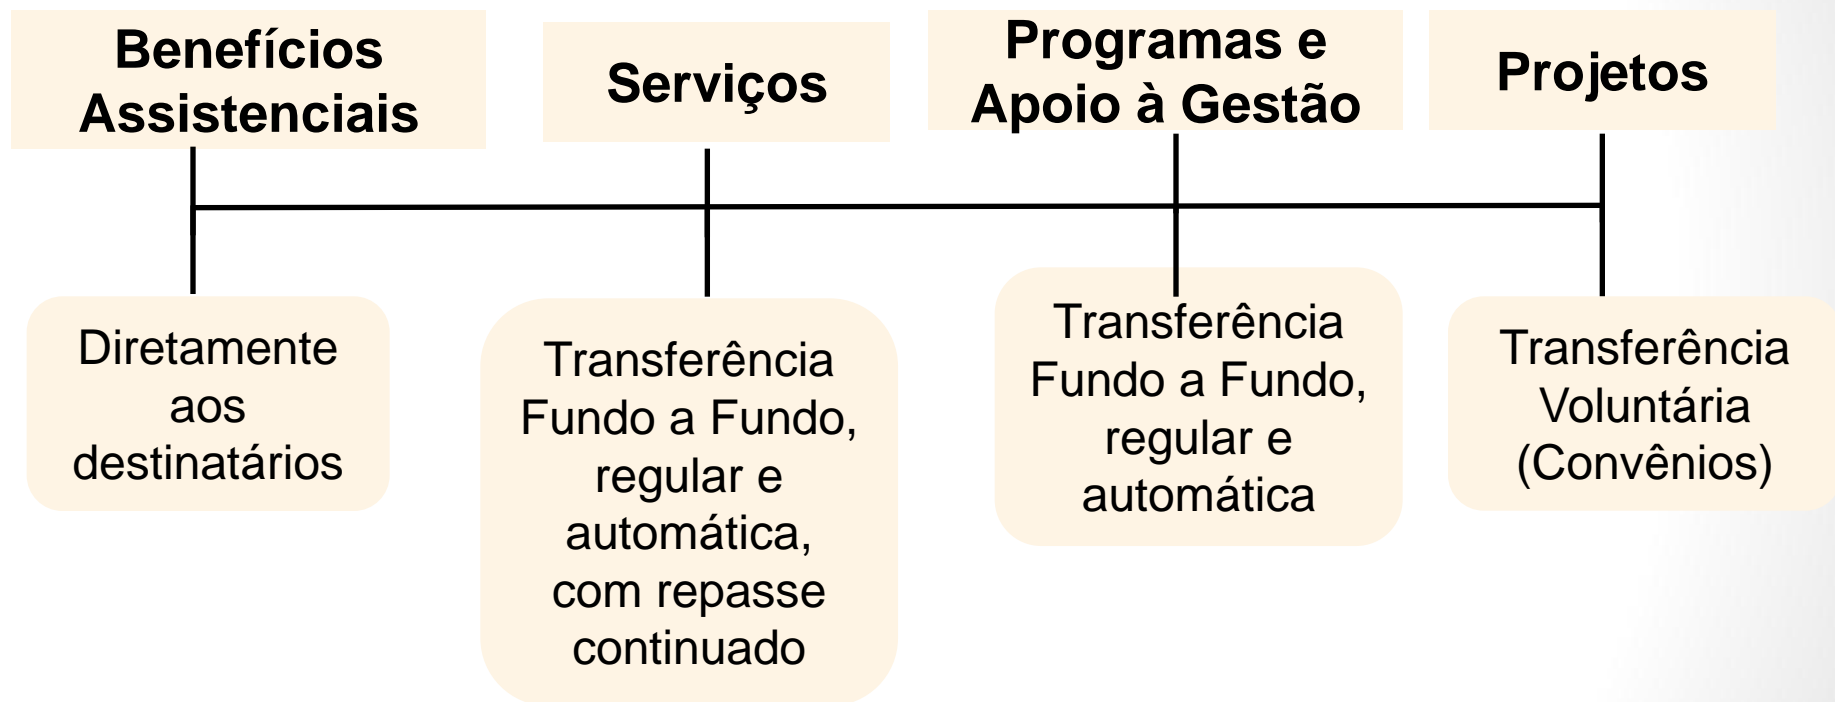 Benefícios
Assistenciais
Serviços
Programas e
Apoio à Gestão
Projetos
Diretamente
aos
destinatários
Transferência
Fundo a Fundo,
regular e
automática,
com repasse
continuado
Transferência
Fundo a Fundo,
regular e
automática
Transferência
Voluntária
(Convênios)